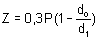 Z = 0,3P(1 - d₀/d₁)